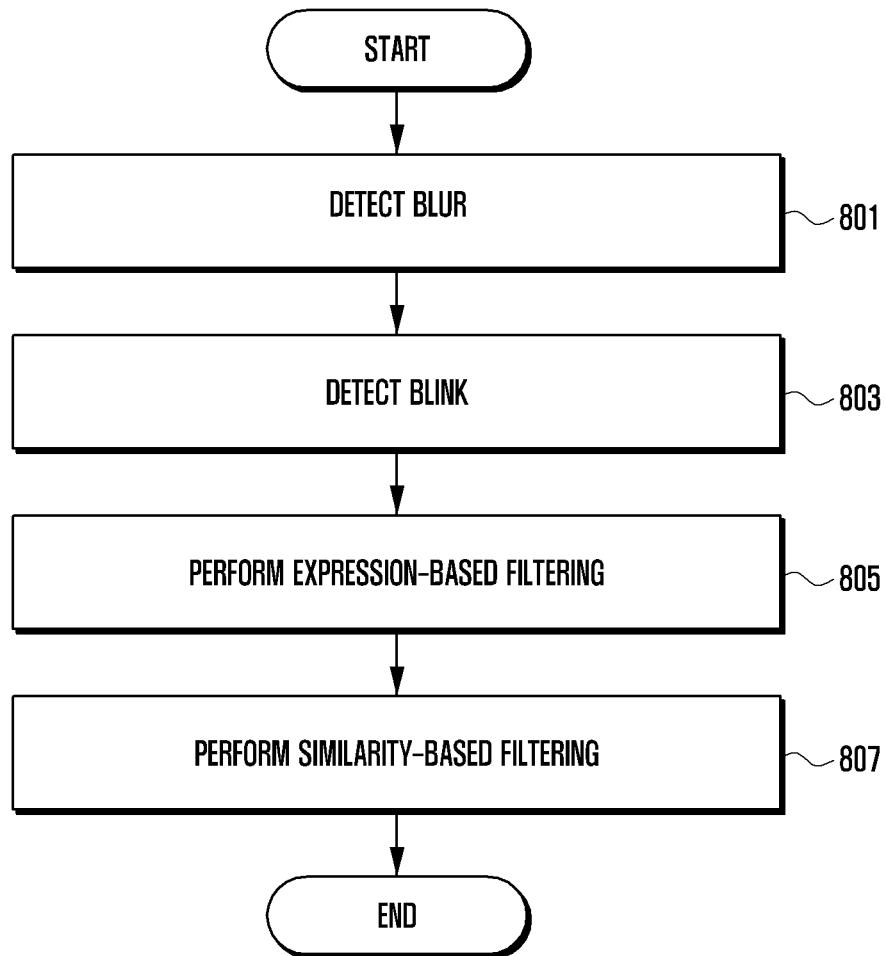 START
DETECT BLUR
801
DETECT BLINK
803
PERFORM EXPRESSION-BASED FILTERING
805
PERFORM SIMILARITY-BASED FILTERING
807
END